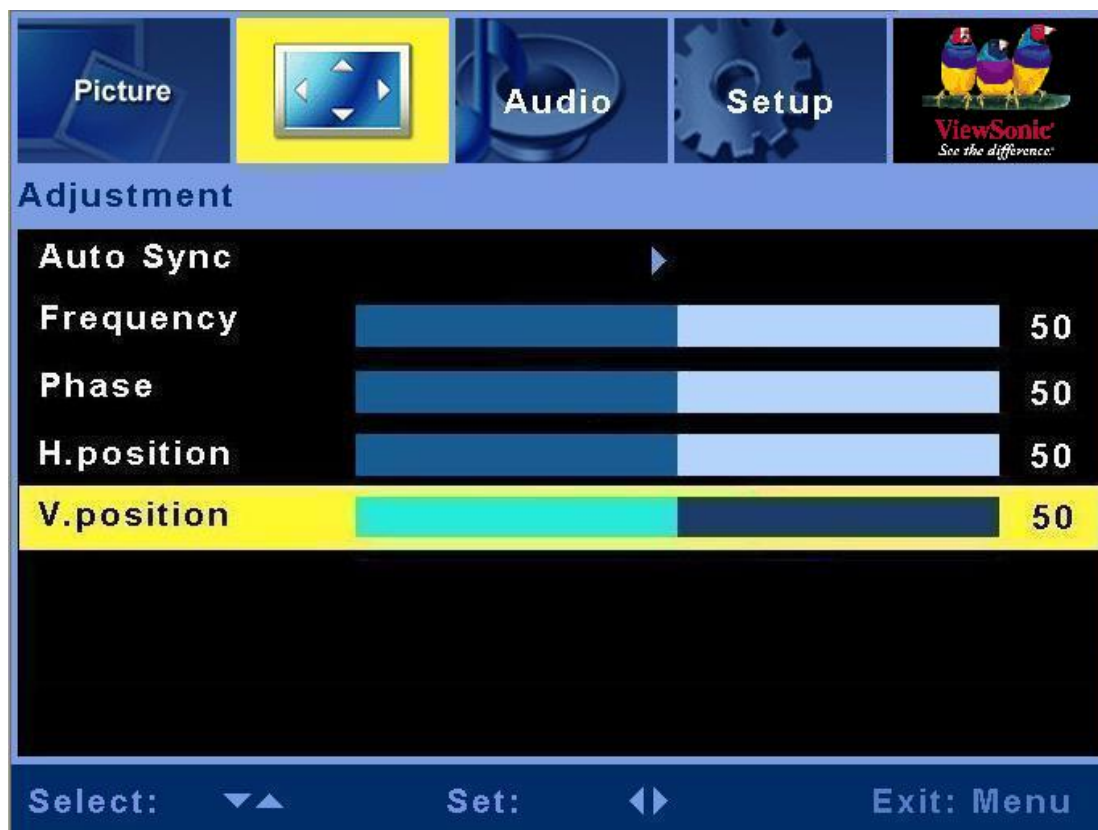 Picture Audio Setup
ViewSonic®
See the difference.™
Adjustment
Auto Sync
Frequency 50
Phase 50
H.position 50
V.position 50
Select: Set: Exit: Menu